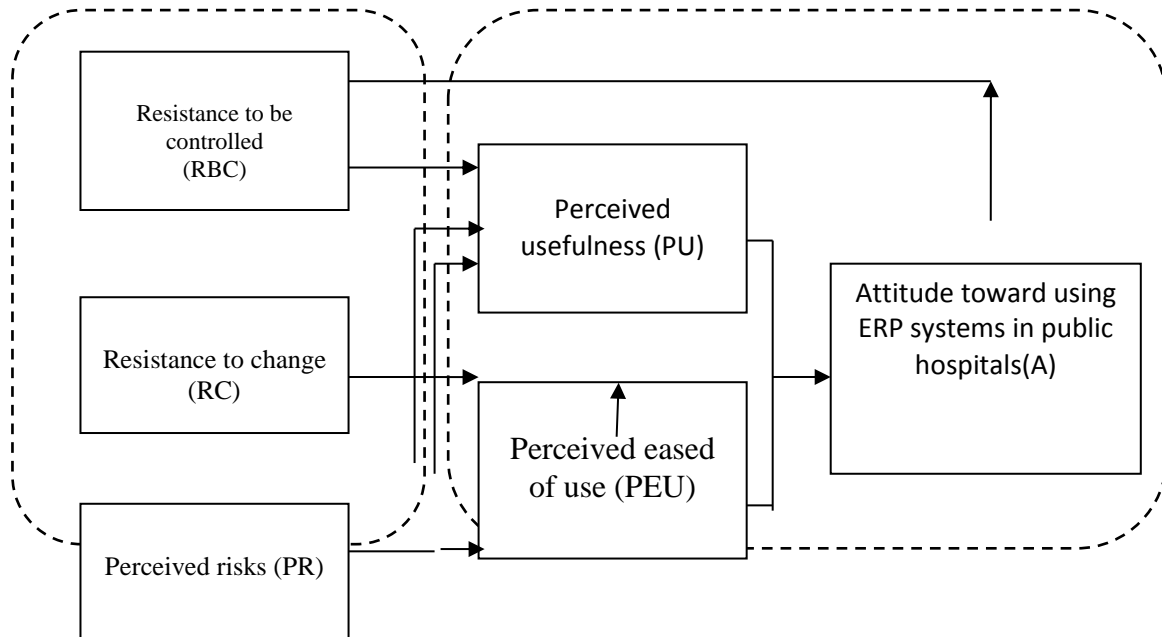 Resistance to be
controlled
(RBC)
Perceived
usefulness (PU)
Attitude toward using
ERP systems in public
hospitals(A)
Resistance to change
(RC)
Perceived eased
of use (PEU)
Perceived risks (PR)